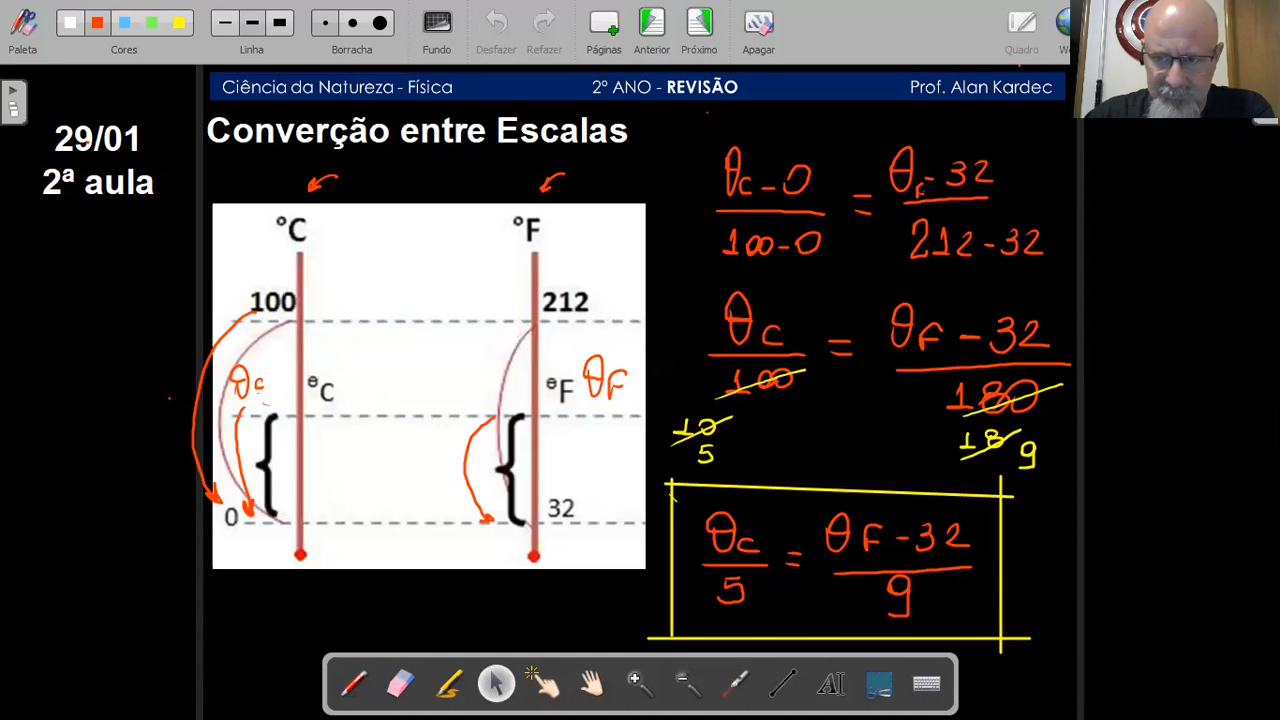 Paleta
Cores
Linha
Borracha
Fundo
Desfazer
Refazer
Páginas
Anterior
Próximo
Apagar
Quadro
Ciência da Natureza - Física
2º ANO - REVISÃO
Prof. Alan Kardec
29/01
2ª aula
Converção entre Escalas
°C
°F
100
212
θc
ᶱC
ᶱF
θF
0
32
θc - 0 / 100 - 0 = θF - 32 / 212 - 32
θc / 100 = θF - 32 / 180
10
5
18
9
θc / 5 = θF - 32 / 9
AI